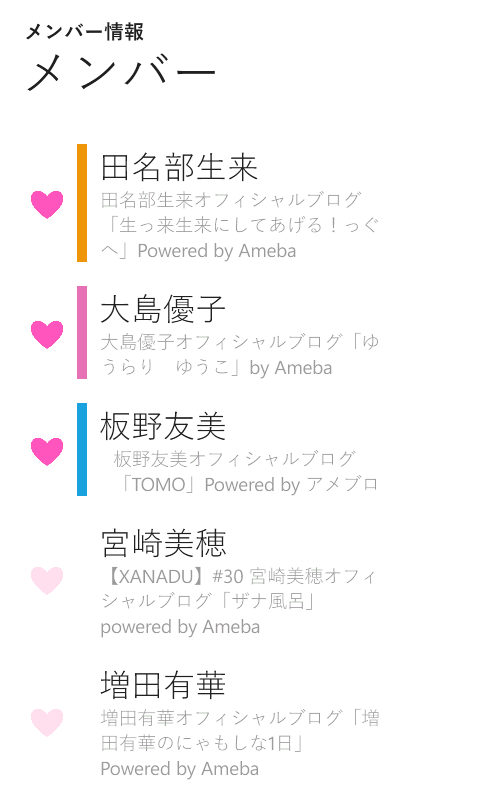 メンバー情報
メンバー
田名部生来
田名部生来オフィシャルブログ
「生っ来生来にしてあげる！っぐ
へ」Powered by Ameba
大島優子
大島優子オフィシャルブログ「ゆ
うらり　ゆうこ」by Ameba
板野友美
板野友美オフィシャルブログ
「TOMO」Powered by アメブロ
宮崎美穂
【XANADU】#30 宮崎美穂オフィ
シャルブログ「ザナ風呂」
powered by Ameba
増田有華
増田有華オフィシャルブログ「増
田有華のにゃもしな1日」
Powered by Ameba